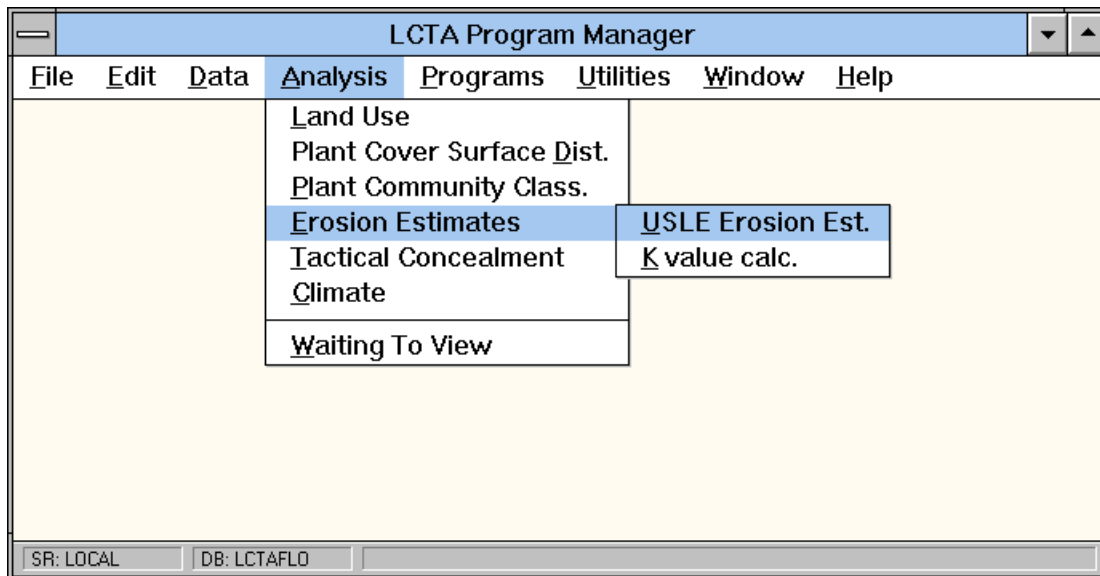 LCTA Program Manager
File Edit Data Analysis Programs Utilities Window Help
Land Use
Plant Cover Surface Dist.
Plant Community Class.
Erosion Estimates
USLE Erosion Est.
Tactical Concealment
K value calc.
Climate
Waiting To View
SR: LOCAL DB: LCTAFLO